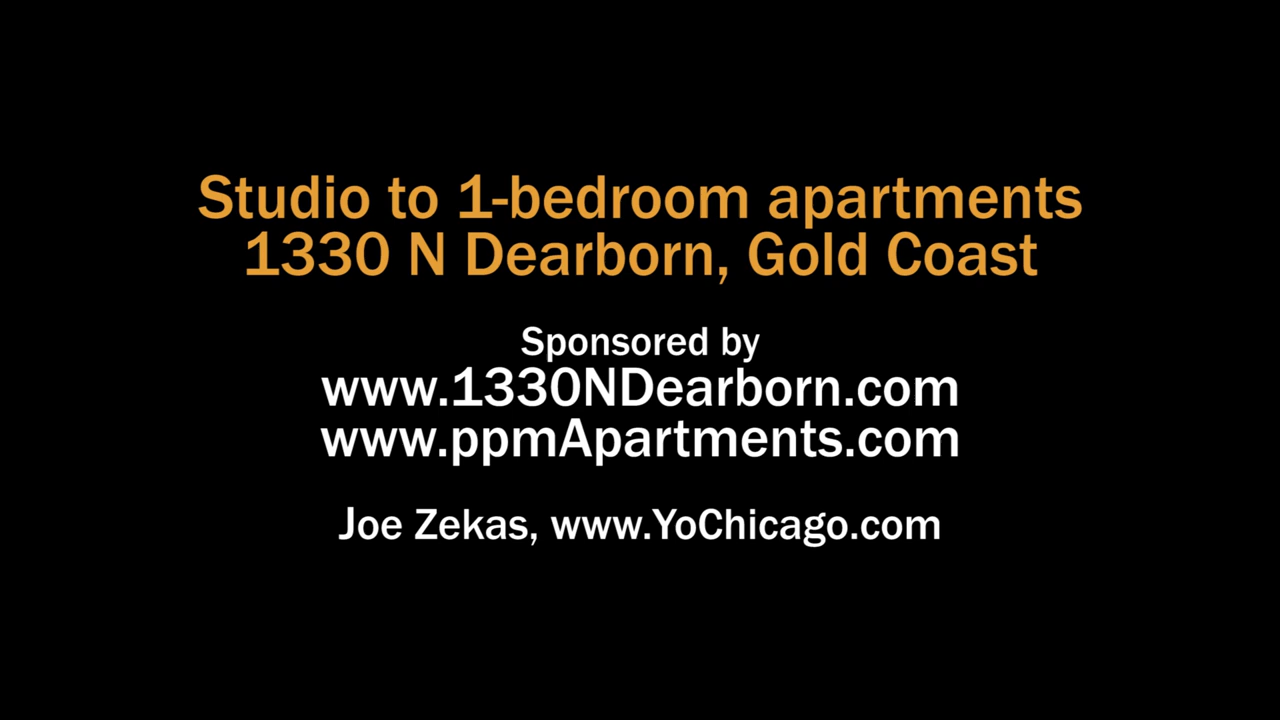 Studio to 1-bedroom apartments
1330 N Dearborn, Gold Coast
Sponsored by
www.1330NDearborn.com
www.ppmApartments.com
Joe Zekas, www.YoChicago.com